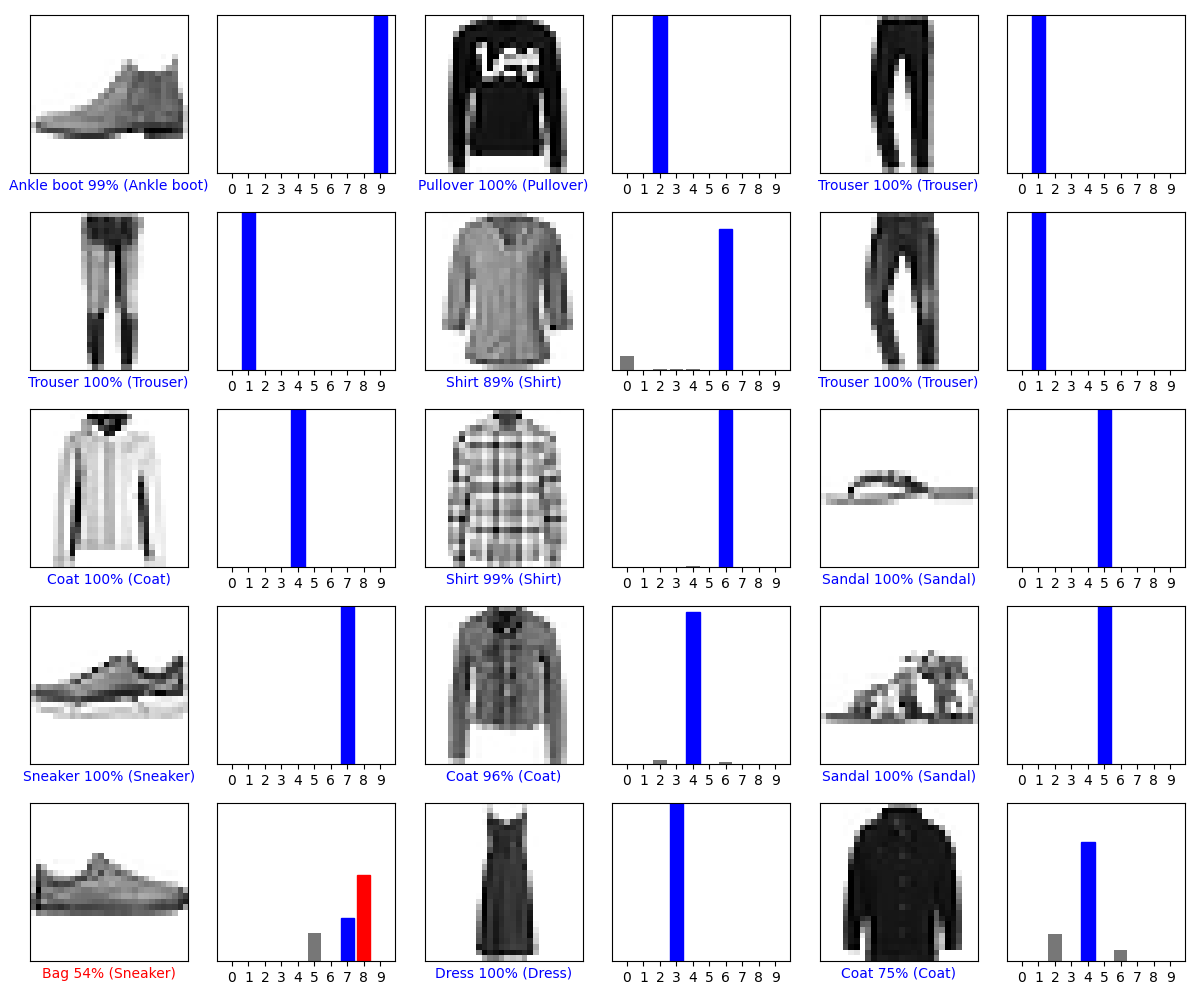 Lee
Ankle boot 99% (Ankle boot)
0 1 2 3 4 5 6 7 8 9
Pullover 100% (Pullover)
0 1 2 3 4 5 6 7 8 9
Trouser 100% (Trouser)
0 1 2 3 4 5 6 7 8 9
Trouser 100% (Trouser)
0 1 2 3 4 5 6 7 8 9
Shirt 89% (Shirt)
0 1 2 3 4 5 6 7 8 9
Trouser 100% (Trouser)
0 1 2 3 4 5 6 7 8 9
Coat 100% (Coat)
0 1 2 3 4 5 6 7 8 9
Shirt 99% (Shirt)
0 1 2 3 4 5 6 7 8 9
Sandal 100% (Sandal)
0 1 2 3 4 5 6 7 8 9
Sneaker 100% (Sneaker)
0 1 2 3 4 5 6 7 8 9
Coat 96% (Coat)
0 1 2 3 4 5 6 7 8 9
Sandal 100% (Sandal)
0 1 2 3 4 5 6 7 8 9
Bag 54% (Sneaker)
0 1 2 3 4 5 6 7 8 9
Dress 100% (Dress)
0 1 2 3 4 5 6 7 8 9
Coat 75% (Coat)
0 1 2 3 4 5 6 7 8 9